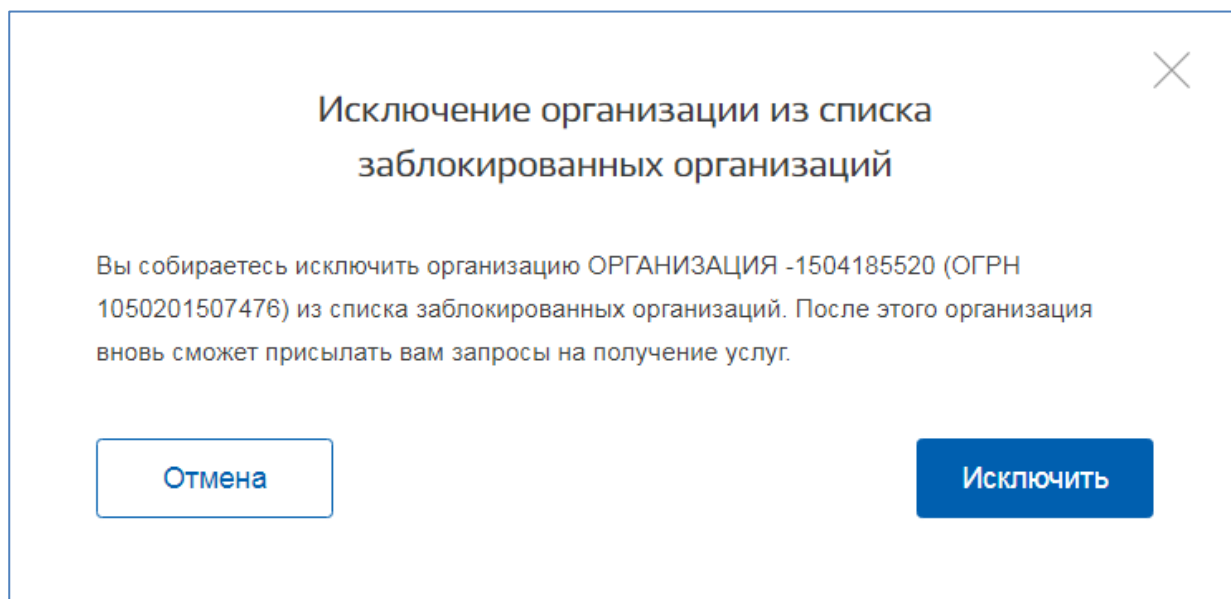 Исключение организации из списка
заблокированных организаций
Вы собираетесь исключить организацию ОРГАНИЗАЦИЯ -1504185520 (ОГРН
1050201507476) из списка заблокированных организаций. После этого организация
вновь сможет присылать вам запросы на получение услуг.
Отмена
Исключить